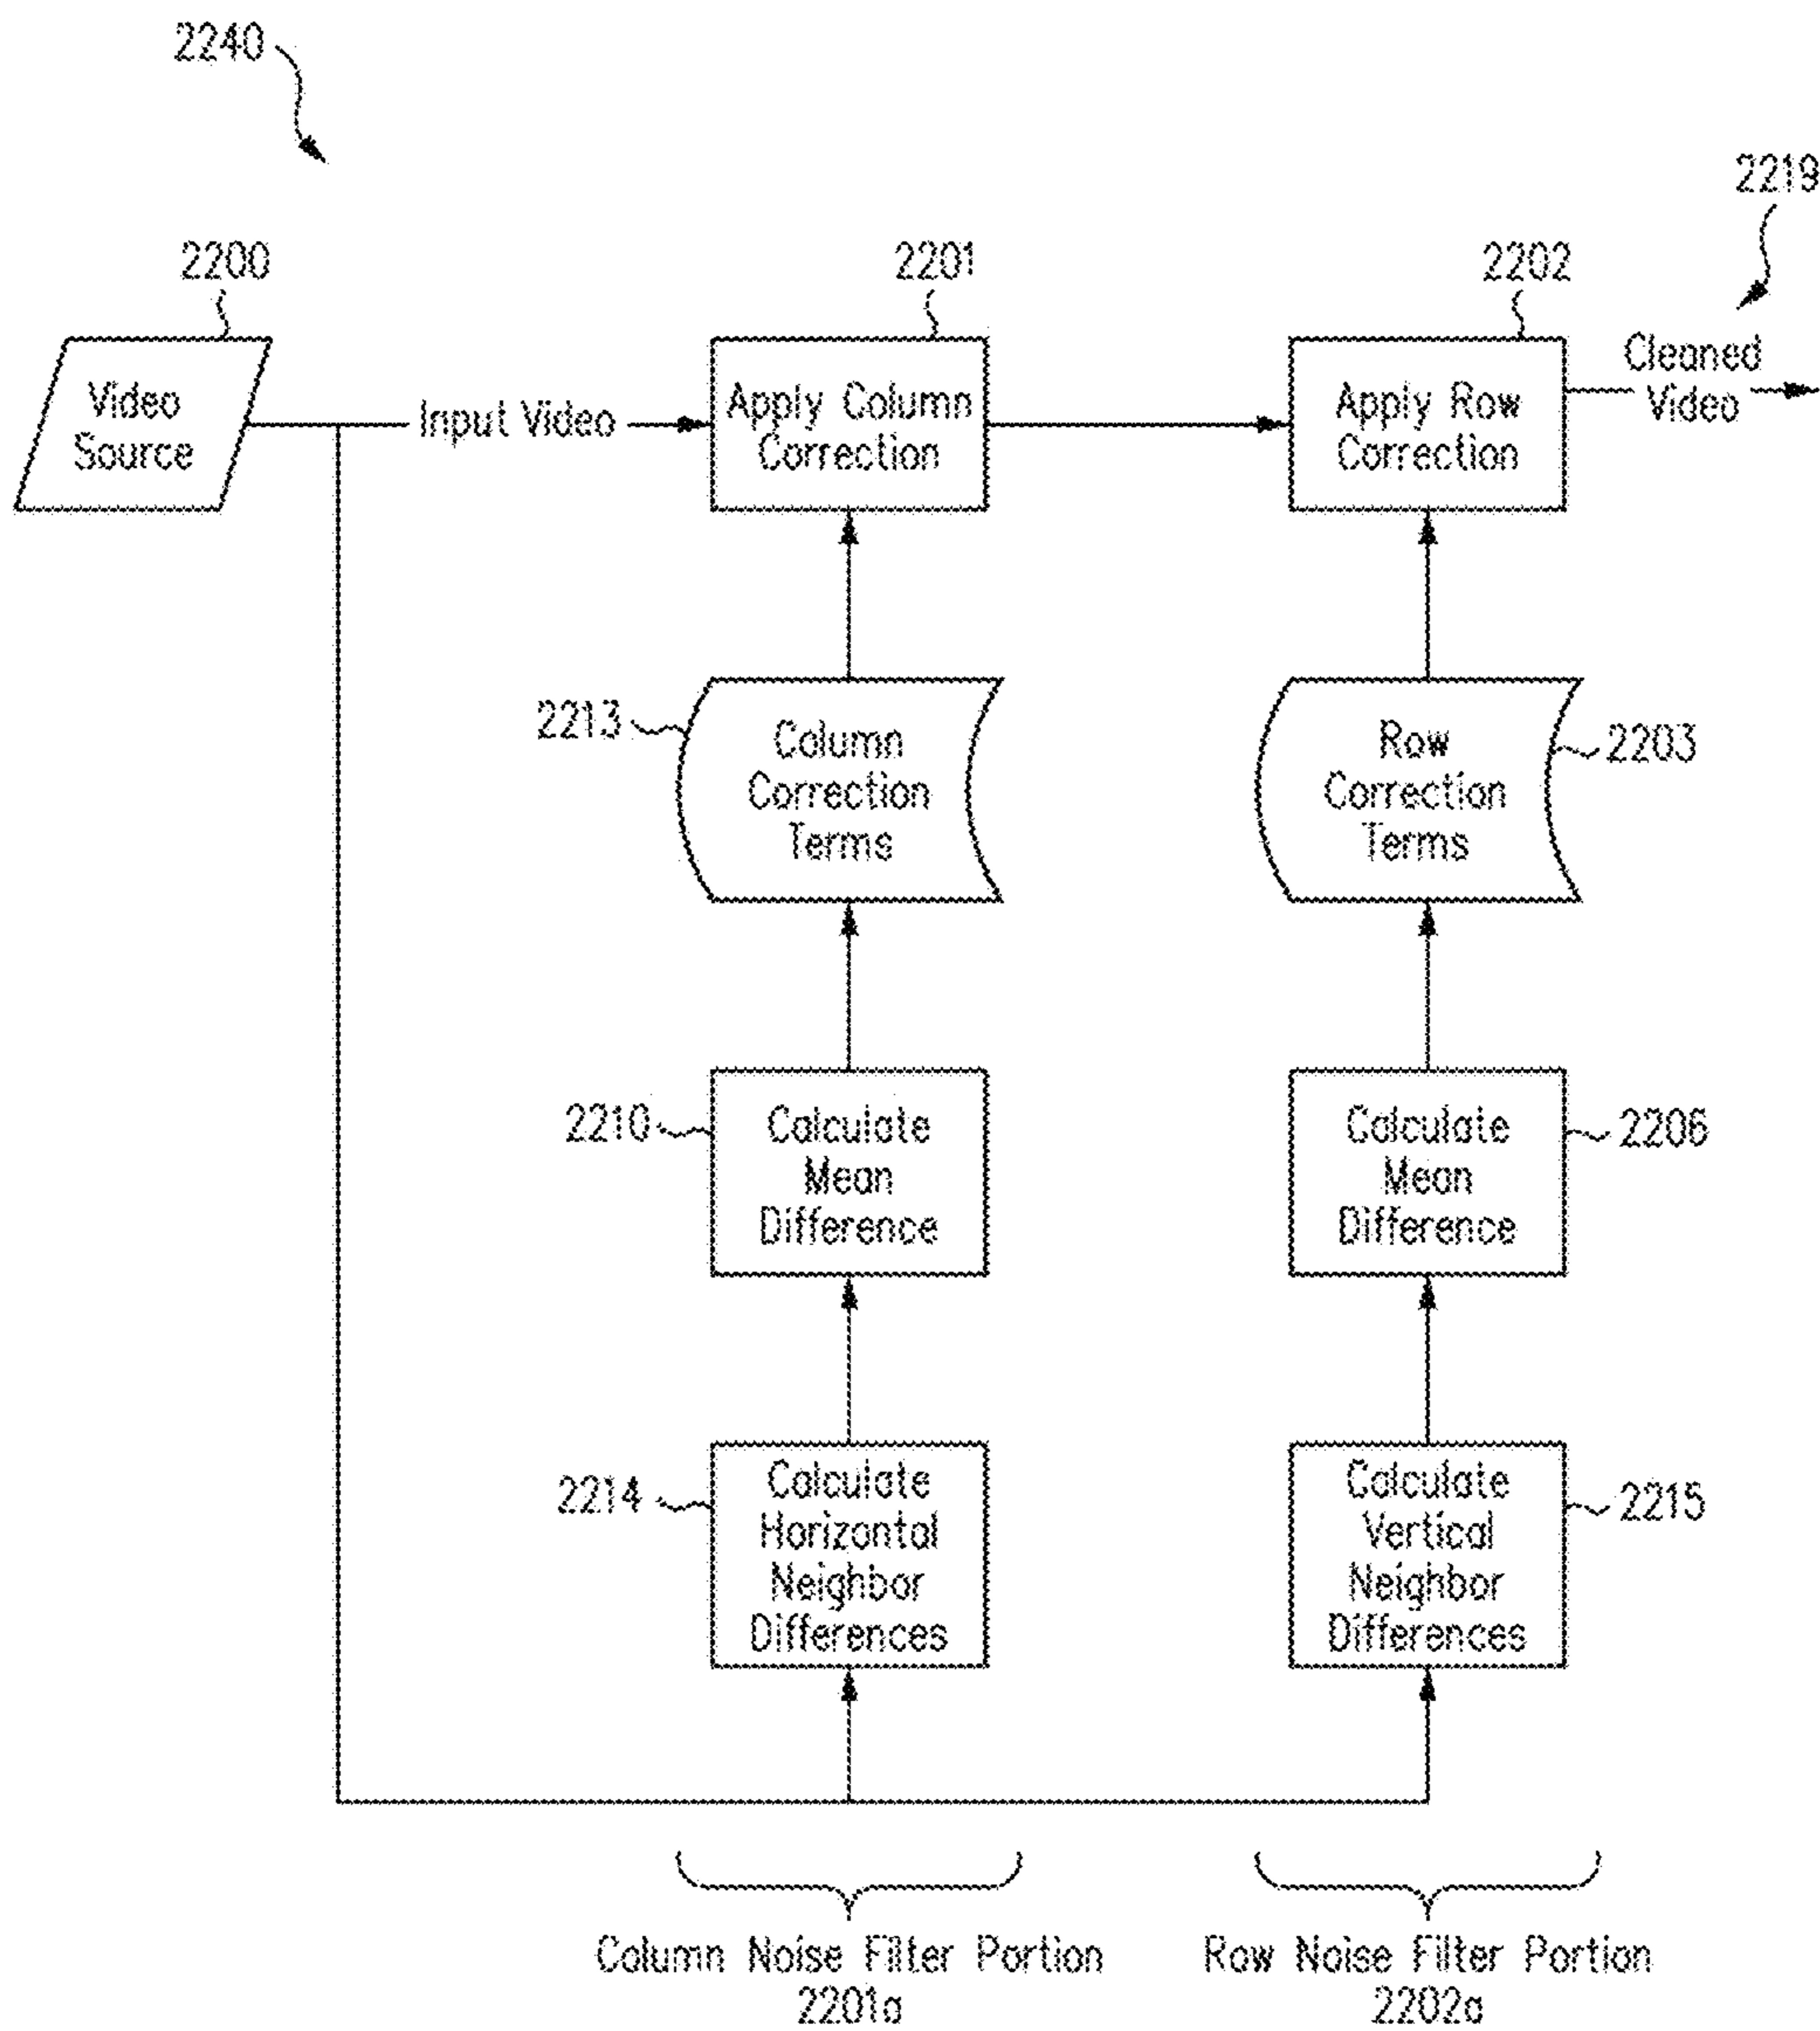 2240
2219
2200
2201
2202
Video
Source
Input Video
Apply Column
Correction
Apply Row
Correction
Cleaned
Video
2213
Column
Correction
Terms
Row
Correction
Terms
2203
2210
Calculate
Mean
Difference
Calculate
Mean
Difference
2206
2214
Calculate
Horizontal
Neighbor
Differences
Calculate
Vertical
Neighbor
Differences
2215
Column Noise Filter Portion
2201a
Row Noise Filter Portion
2202a